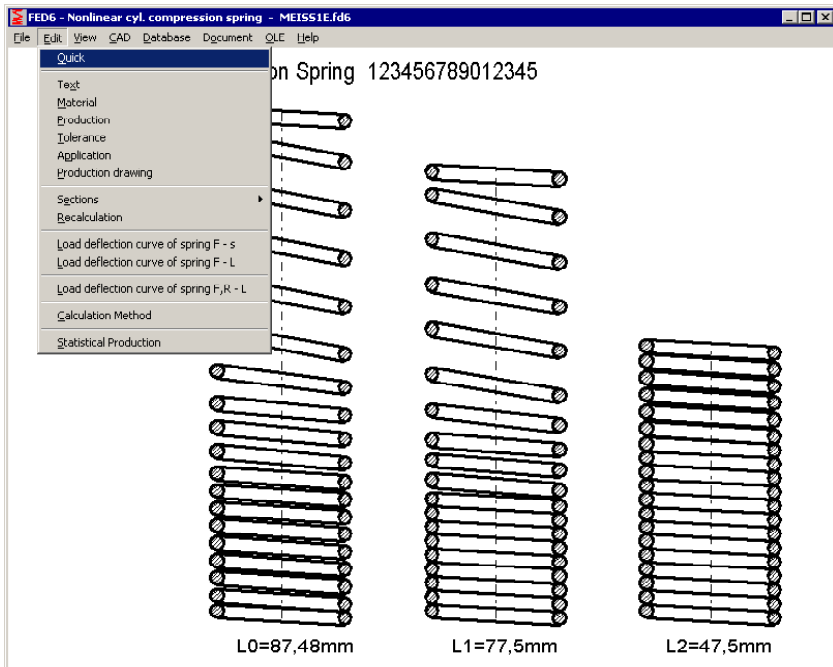 FED6 - Nonlinear cyl. compression spring - MEISS1E.fd6
File Edit View CAD Database Document OLE Help
Quick
on Spring 123456789012345
Text
Material
Production
Tolerance
Application
Production drawing
Sections
Recalculation
Load deflection curve of spring F - s
Load deflection curve of spring F - L
Load deflection curve of spring F,R - L
Calculation Method
Statistical Production
L0=87,48mm L1=77,5mm L2=47,5mm